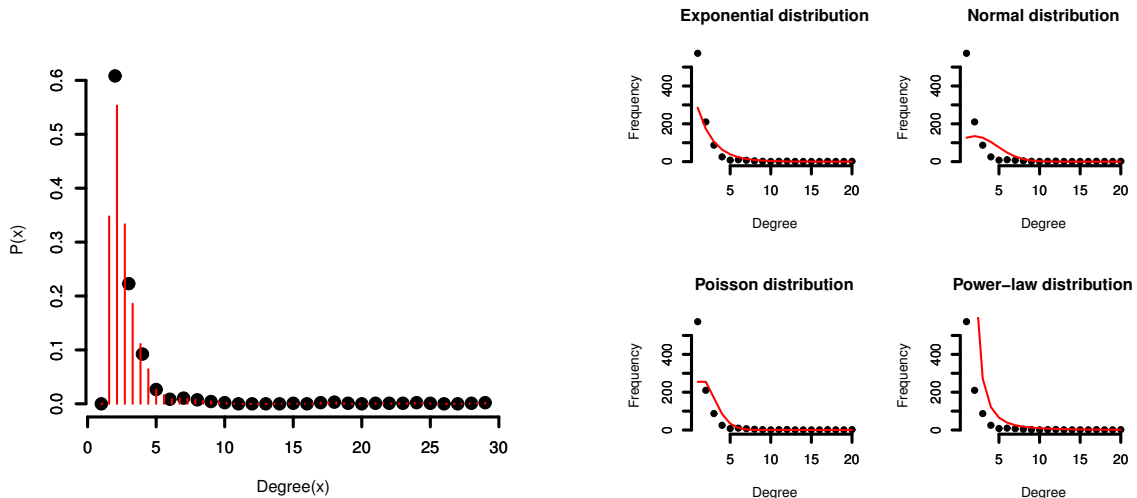 0.0 0.1 0.2 0.3 0.4 0.5 0.6
P(x)
0 5 10 15 20 25 30
Degree(x)
Exponential distribution
0 200 400
Frequency
5 10 15 20
Degree
Normal distribution
0 200 400
Frequency
5 10 15 20
Degree
Poisson distribution
0 200 400
Frequency
5 10 15 20
Degree
Power−law distribution
0 200 400
Frequency
5 10 15 20
Degree